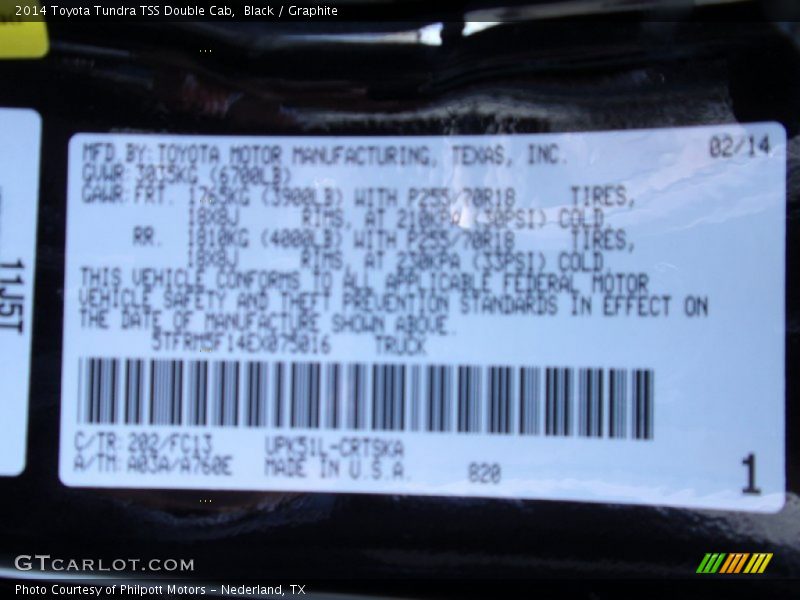 2014 Toyota Tundra TSS Double Cab, Black / Graphite
MFD.BY:TOYOTA MOTOR MANUFACTURING, TEXAS, INC. 02/14
GVWR:3035KG (6700LB)
GAWR:FRT. 1765KG (3900LB) WITH P255/70R18 TIRES,
18X8J RIMS, AT 210KPA (30PSI) COLD,
RR. 1810KG (4000LB) WITH P255/70R18 TIRES,
18X8J RIMS, AT 230KPA (33PSI) COLD.
THIS VEHICLE CONFORMS TO ALL APPLICABLE FEDERAL MOTOR
VEHICLE SAFETY AND THEFT PREVENTION STANDARDS IN EFFECT ON
THE DATE OF MANUFACTURE SHOWN ABOVE.
5TFRM5F14EX075016 TRUCK
C/TR:202/FC13 UPK51L-CRTSKA
A/TM:A03A/A760E MADE IN U.S.A. 820
1
11J5T
GTCARLOT.COM
Photo Courtesy of Philpott Motors - Nederland, TX